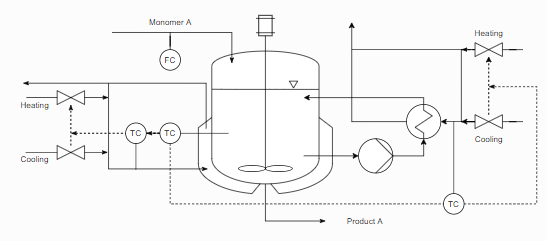 Monomer A
FC
Heating
Heating
TC
TC
Cooling
Cooling
TC
Product A